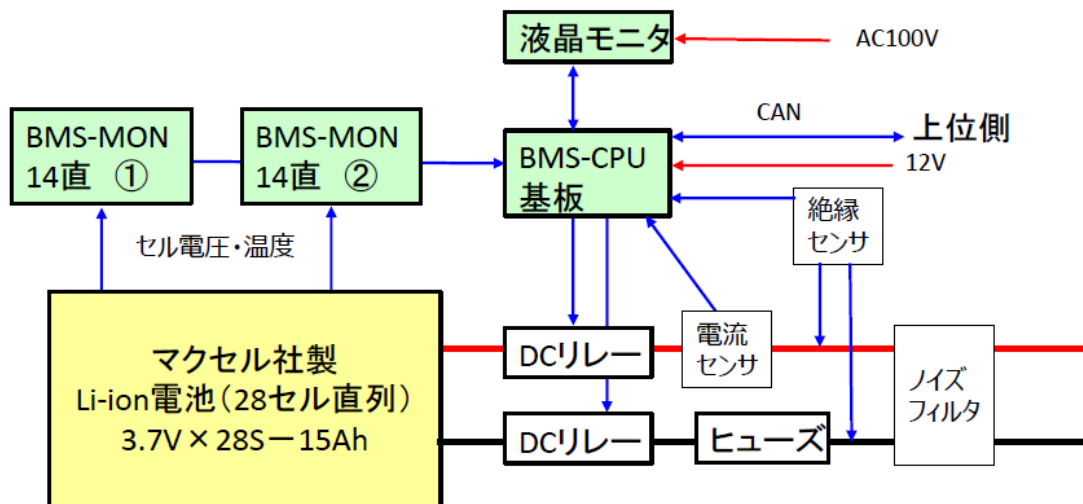 液晶モニタ
AC100V
BMS-MON
14直 ①
BMS-MON
14直 ②
BMS-CPU
基板
CAN
上位側
12V
絶縁
センサ
セル電圧・温度
マクセル社製
Li-ion電池（28セル直列）
3.7V×28S－15Ah
DCリレー
電流
センサ
DCリレー
ヒューズ
ノイズ
フィルタ